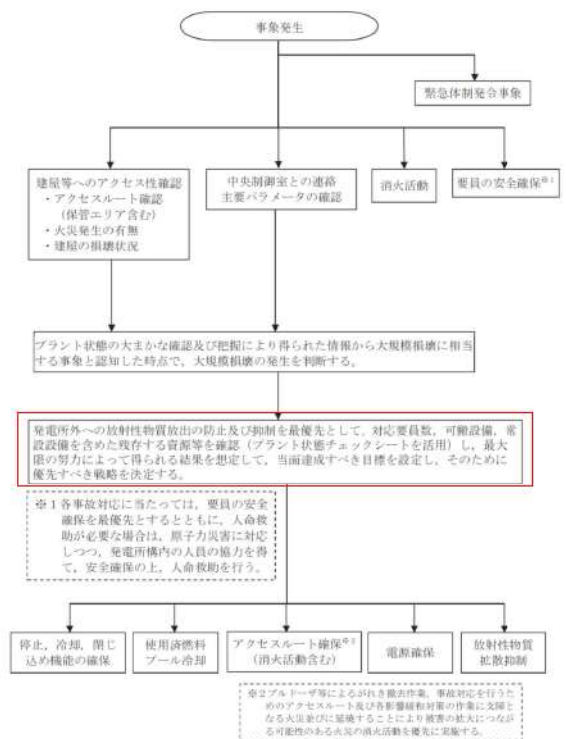 事象発生
緊急体制発令事象
建屋等へのアクセス性確認
・アクセスルート確認
（保管エリア含む）
・火災発生の有無
・建屋の損壊状況
中央制御室との連絡
主要パラメータの確認
消火活動
要員の安全確保※1
プラント状態の大まかな確認及び把握により得られた情報から大規模損壊に相当
する事象と認知した時点で，大規模損壊の発生を判断する。
発電所外への放射性物質放出の防止及び抑制を最優先として，対応要員数，可搬設備，常
設設備を含めた残存する資源等を確認（プラント状態チェックシートを活用）し，最大
限の努力によって得られる結果を想定して，当面達成すべき目標を設定し，そのために
優先すべき戦略を決定する。
※１各事故対応に当たっては，要員の安全
確保を最優先とするとともに，人命救
助が必要な場合は，原子力災害に対応
しつつ，発電所構内の人員の協力を得
て，安全確保の上，人命救助を行う。
停止，冷却，閉じ
込め機能の確保
使用済燃料
プール冷却
アクセスルート確保※2
（消火活動含む）
電源確保
放射性物質
拡散抑制
※２ブルドーザ等によるがれき撤去作業，事故対応を行うた
めのアクセスルート及び各影響緩和対策の作業に支障と
なる火災並びに延焼することにより被害の拡大につなが
る可能性のある火災の消火活動を優先に実施する。